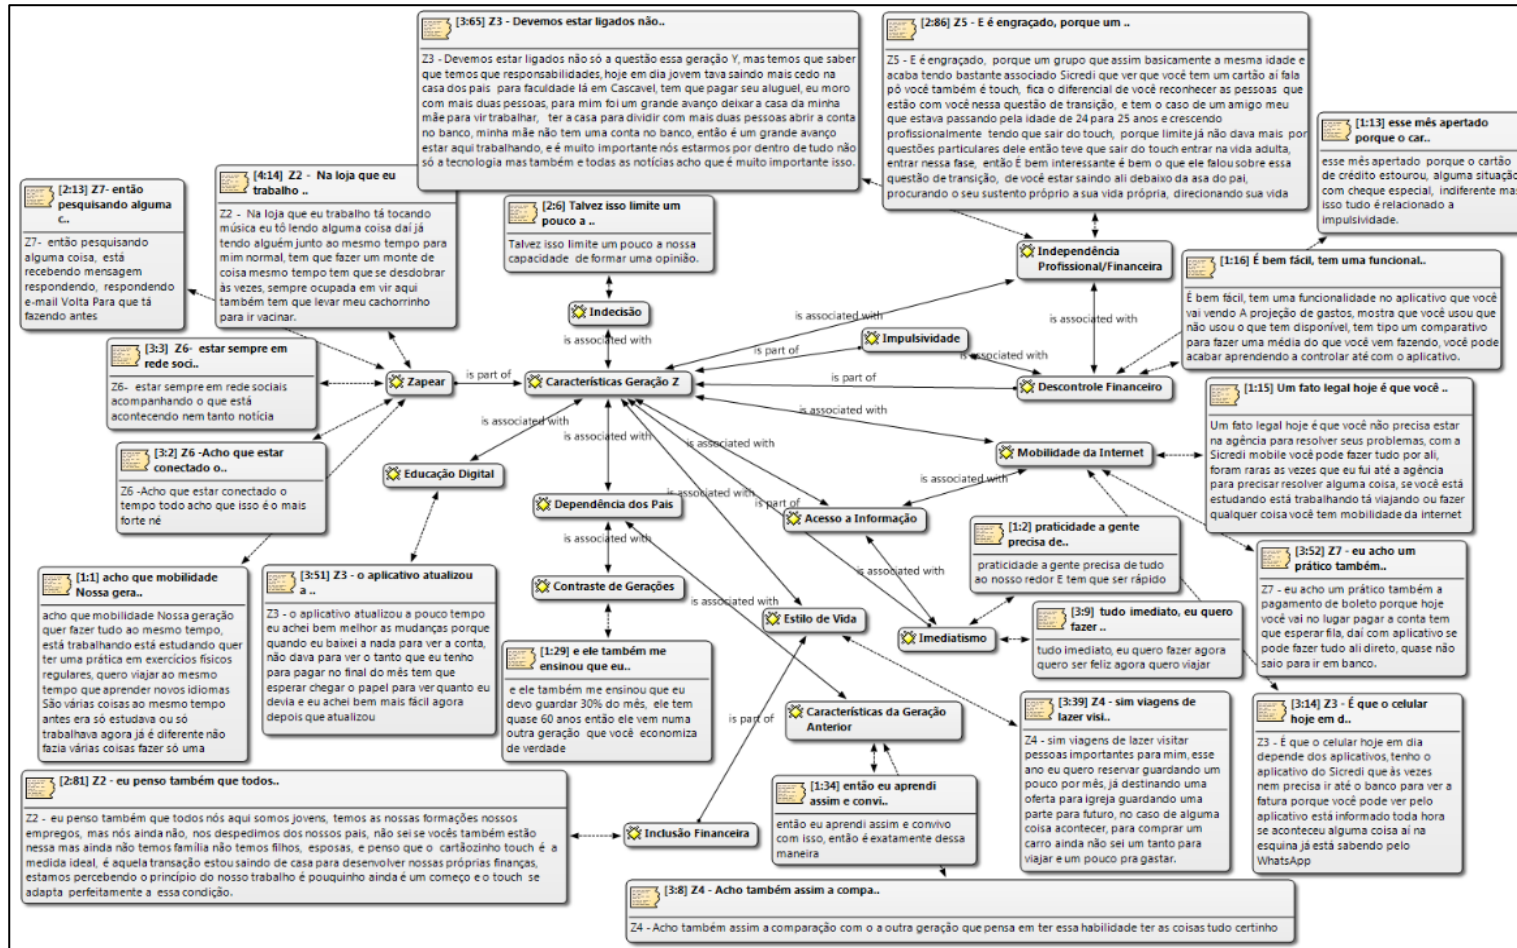 [3:65] Z3 - Devemos estar ligados não..
Z3 - Devemos estar ligados não só a questão essa geração Y, mas temos que saber
que temos que responsabilidades, hoje em dia jovem tava saindo mais cedo na
casa dos pais para faculdade lá em Cascavel, tem que pagar seu aluguel, eu moro
com mais duas pessoas, para mim foi um grande avanço deixar a casa da minha
mãe para vir trabalhar, ter a casa para dividir com mais duas pessoas abrir a conta
no banco, minha mãe não tem uma conta no banco, então é um grande avanço
estar aqui trabalhando, e é muito importante nós estarmos por dentro de tudo não
só a tecnologia mas também e todas as notícias acho que é muito importante isso.
[2:86] Z5 - E é engraçado, porque um ..
Z5 - E é engraçado, porque um grupo que assim basicamente a mesma idade e
acaba tendo bastante associado Sicredi que ver que você tem um cartão aí fala
pô você também é touch, fica o diferencial de você reconhecer as pessoas que
estão com você nessa questão de transição, e tem o caso de um amigo meu
que estava passando pela idade de 24 para 25 anos e crescendo
profissionalmente tendo que sair do touch, porque limite já não dava mais por
questões particulares dele então teve que sair do touch entrar na vida adulta,
entrar nessa fase, então É bem interessante é bem o que ele falou sobre essa
questão de transição, de você estar saindo ali debaixo da asa do pai,
procurando o seu sustento próprio a sua vida própria, direcionando sua vida
[1:13] esse mês apertado
porque o car..
esse mês apertado porque o cartão
de crédito estourou, alguma situação
com cheque especial, indiferente mas
isso tudo é relacionado a
impulsividade.
[2:13] Z7- então
pesquisando alguma
c..
Z7- então pesquisando
alguma coisa, está
recebendo mensagem
respondendo, respondendo
e-mail Volta Para que tá
fazendo antes
[4:14] Z2 - Na loja que eu
trabalho ..
Z2 - Na loja que eu trabalho tá tocando
música eu tô lendo alguma coisa daí já
tendo alguém junto ao mesmo tempo para
mim normal, tem que fazer um monte de
coisa mesmo tempo tem que se desdobrar
às vezes, sempre ocupada em vir aqui
também tem que levar meu cachorrinho
para ir vacinar.
[2:6] Talvez isso limite um
pouco a ..
Talvez isso limite um pouco a nossa
capacidade de formar uma opinião.
Independência
Profissional/Financeira
[1:16] É bem fácil, tem uma funcional..
É bem fácil, tem uma funcionalidade no aplicativo que você
vai vendo A projeção de gastos, mostra que você usou que
não usou o que tem disponível, tem tipo um comparativo
para fazer uma média do que você vem fazendo, você pode
acabar aprendendo a controlar até com o aplicativo.
Indecisão
is associated with
is associated with
is associated with
Impulsividade
is part of
[3:3] Z6- estar sempre em
rede soci..
Z6- estar sempre em rede sociais
acompanhando o que está
acontecendo nem tanto notícia
Zapear
is part of
Características Geração Z
is part of
Descontrole Financeiro
[1:15] Um fato legal hoje é que você ..
Um fato legal hoje é que você não precisa estar
na agência para resolver seus problemas, com a
Sicredi mobile você pode fazer tudo por ali,
foram raras as vezes que eu fui até a agência
para precisar resolver alguma coisa, se você está
estudando está trabalhando tá viajando ou fazer
qualquer coisa você tem mobilidade da internet
is associated with
is associated with
is associated with
is associated with
[3:2] Z6 -Acho que estar
conectado o..
Z6 -Acho que estar conectado o
tempo todo acho que isso é o mais
forte né
Educação Digital
Mobilidade da Internet
is associated with
Dependência dos Pais
is associated with
is part of
Acesso a Informação
is associated with
[1:2] praticidade a gente
precisa de..
praticidade a gente precisa de tudo
ao nosso redor E tem que ser rápido
[3:52] Z7 - eu acho um
prático também..
Z7 - eu acho um prático também a
pagamento de boleto porque hoje
você vai no lugar pagar a conta tem
que esperar fila, daí com aplicativo se
pode fazer tudo ali direto, quase não
saio para ir em banco.
[1:1] acho que mobilidade
Nossa gera..
acho que mobilidade Nossa geração
quer fazer tudo ao mesmo tempo,
está trabalhando está estudando quer
ter uma prática em exercícios físicos
regulares, quero viajar ao mesmo
tempo que aprender novos idiomas
São várias coisas ao mesmo tempo
antes era só estudava ou só
trabalhava agora já é diferente não
fazia várias coisas fazer só uma
[3:51] Z3 - o aplicativo atualizou
a ..
Z3 - o aplicativo atualizou a pouco tempo
eu achei bem melhor as mudanças porque
quando eu baixei a nada para ver a conta,
não dava para ver o tanto que eu tenho
para pagar no final do mês tem que
esperar chegar o papel para ver quanto eu
devia e eu achei bem mais fácil agora
depois que atualizou
Contraste de Gerações
is associated with
is associated with
Estilo de Vida
Imediatismo
[3:9] tudo imediato, eu quero
fazer ..
tudo imediato, eu quero fazer agora
quero ser feliz agora quero viajar
[1:29] e ele também me
ensinou que eu..
e ele também me ensinou que eu
devo guardar 30% do mês, ele tem
quase 60 anos então ele vem numa
outra geração que você economiza
de verdade
is part of
Características da Geração
Anterior
[3:39] Z4 - sim viagens de
lazer visi..
Z4 - sim viagens de lazer visitar
pessoas importantes para mim, esse
ano eu quero reservar guardando um
pouco por mês, já destinando uma
oferta para igreja guardando uma
parte para futuro, no caso de alguma
coisa acontecer, para comprar um
carro ainda não sei um tanto para
viajar e um pouco pra gastar.
[3:14] Z3 - É que o celular
hoje em d..
Z3 - É que o celular hoje em dia
depende dos aplicativos, tenho o
aplicativo do Sicredi que às vezes
nem precisa ir até o banco para ver a
fatura porque você pode ver pelo
aplicativo está informado toda hora
se aconteceu alguma coisa aí na
esquina já está sabendo pelo
WhatsApp
[2:81] Z2 - eu penso também que todos..
Z2 - eu penso também que todos nós aqui somos jovens, temos as nossas formações nossos
empregos, mas nós ainda não, nos despedimos dos nossos pais, não sei se vocês também estão
nessa mas ainda não temos família não temos filhos, esposas, e penso que o cartãozinho touch é a
medida ideal, é aquela transação estou saindo de casa para desenvolver nossas próprias finanças,
estamos percebendo o princípio do nosso trabalho é pouquinho ainda é um começo e o touch se
adapta perfeitamente a essa condição.
Inclusão Financeira
[1:34] então eu aprendi
assim e convi..
então eu aprendi assim e convivo
com isso, então é exatamente dessa
maneira
[3:8] Z4 - Acho também assim a compa..
Z4 - Acho também assim a comparação com o a outra geração que pensa em ter essa habilidade ter as coisas tudo certinho